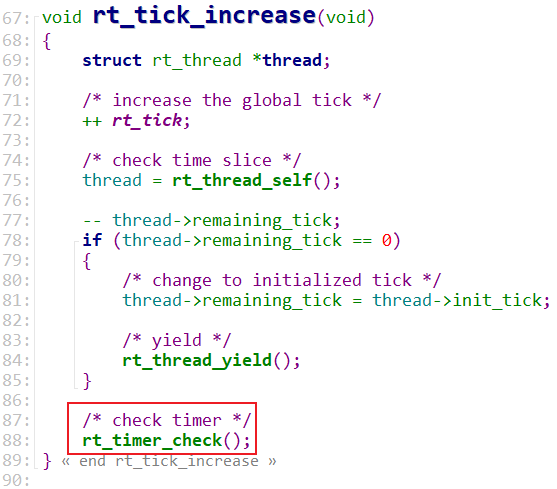 67: void rt_tick_increase(void)
68: {
69: struct rt_thread *thread;
70:
71: /* increase the global tick */
72: ++ rt_tick;
73:
74: /* check time slice */
75: thread = rt_thread_self();
76:
77: -- thread->remaining_tick;
78: if (thread->remaining_tick == 0)
79: {
80: /* change to initialized tick */
81: thread->remaining_tick = thread->init_tick;
82:
83: /* yield */
84: rt_thread_yield();
85: }
86:
87: /* check timer */
88: rt_timer_check();
89: } « end rt_tick_increase »
90: